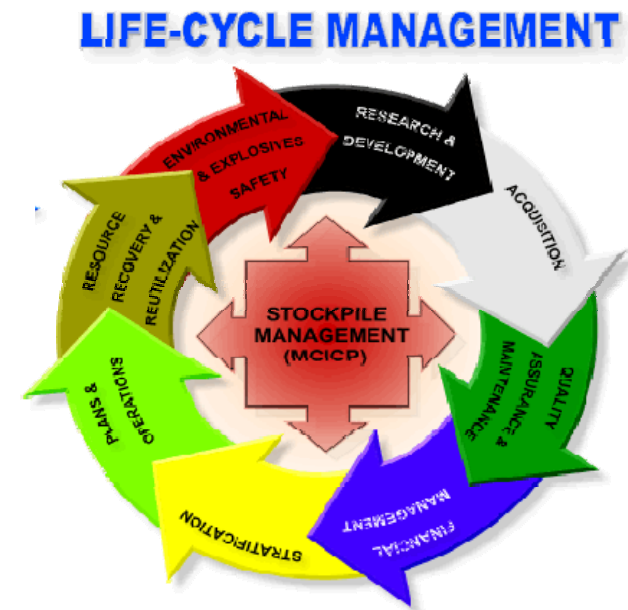 LIFE-CYCLE MANAGEMENT
RESEARCH &
DEVELOPMENT
ACQUISITION
QUALITY
ASSURANCE &
MAINTENANCE
FINANCIAL
MANAGEMENT
STRATIFICATION
PLANS &
OPERATIONS
RESOURCE
RECOVERY &
REUTILIZATION
ENVIRONMENTAL
& EXPLOSIVES
SAFETY
STOCKPILE
MANAGEMENT
(MCICP)